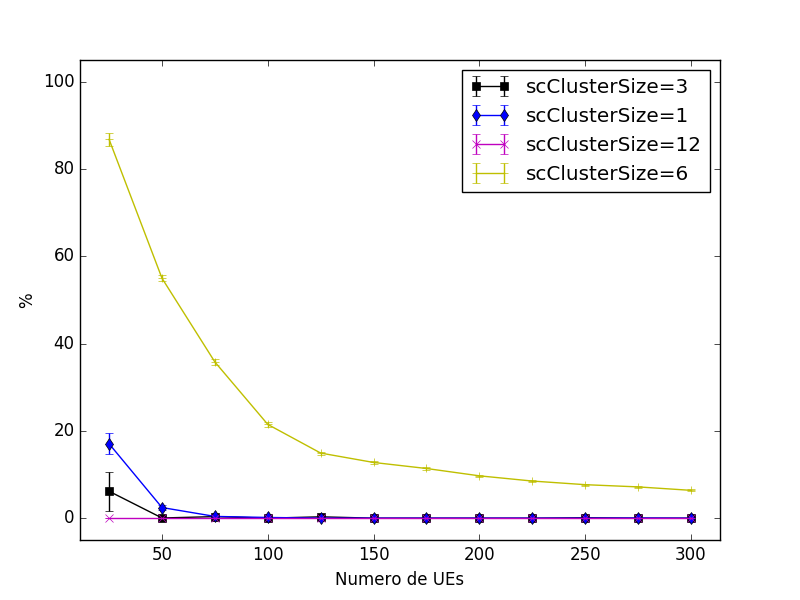 scClusterSize=3
scClusterSize=1
scClusterSize=12
scClusterSize=6
100
80
60
40
20
0
%
50 100 150 200 250 300
Numero de UEs